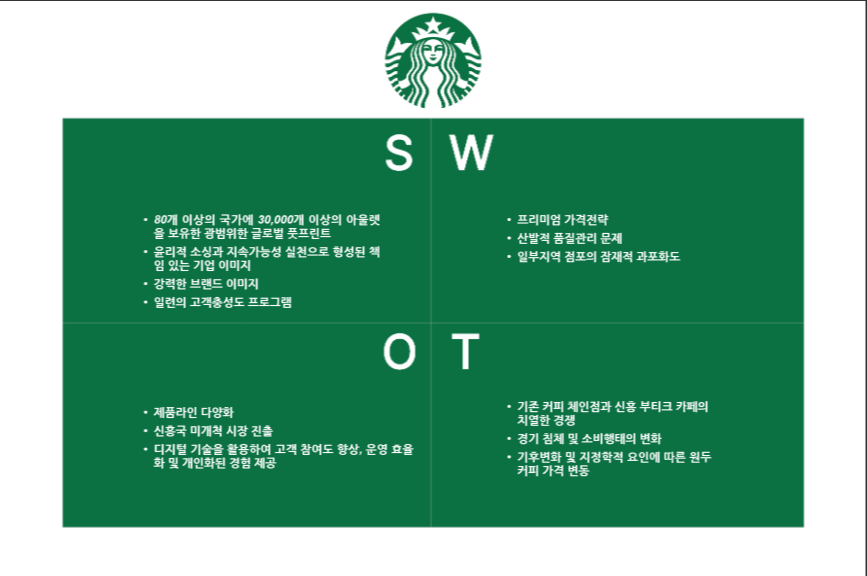 S
• 80개 이상의 국가에 30,000개 이상의 아울렛
을 보유한 광범위한 글로벌 풋프린트
• 윤리적 소싱과 지속가능성 실천으로 형성된 책
임 있는 기업 이미지
• 강력한 브랜드 이미지
• 일련의 고객충성도 프로그램
W
• 프리미엄 가격전략
• 산발적 품질관리 문제
• 일부지역 점포의 잠재적 과포화도
O
• 제품라인 다양화
• 신흥국 미개척 시장 진출
• 디지털 기술을 활용하여 고객 참여도 향상, 운영 효율
화 및 개인화된 경험 제공
T
• 기존 커피 체인점과 신흥 부티크 카페의
치열한 경쟁
• 경기 침체 및 소비행태의 변화
• 기후변화 및 지정학적 요인에 따른 원두
커피 가격 변동